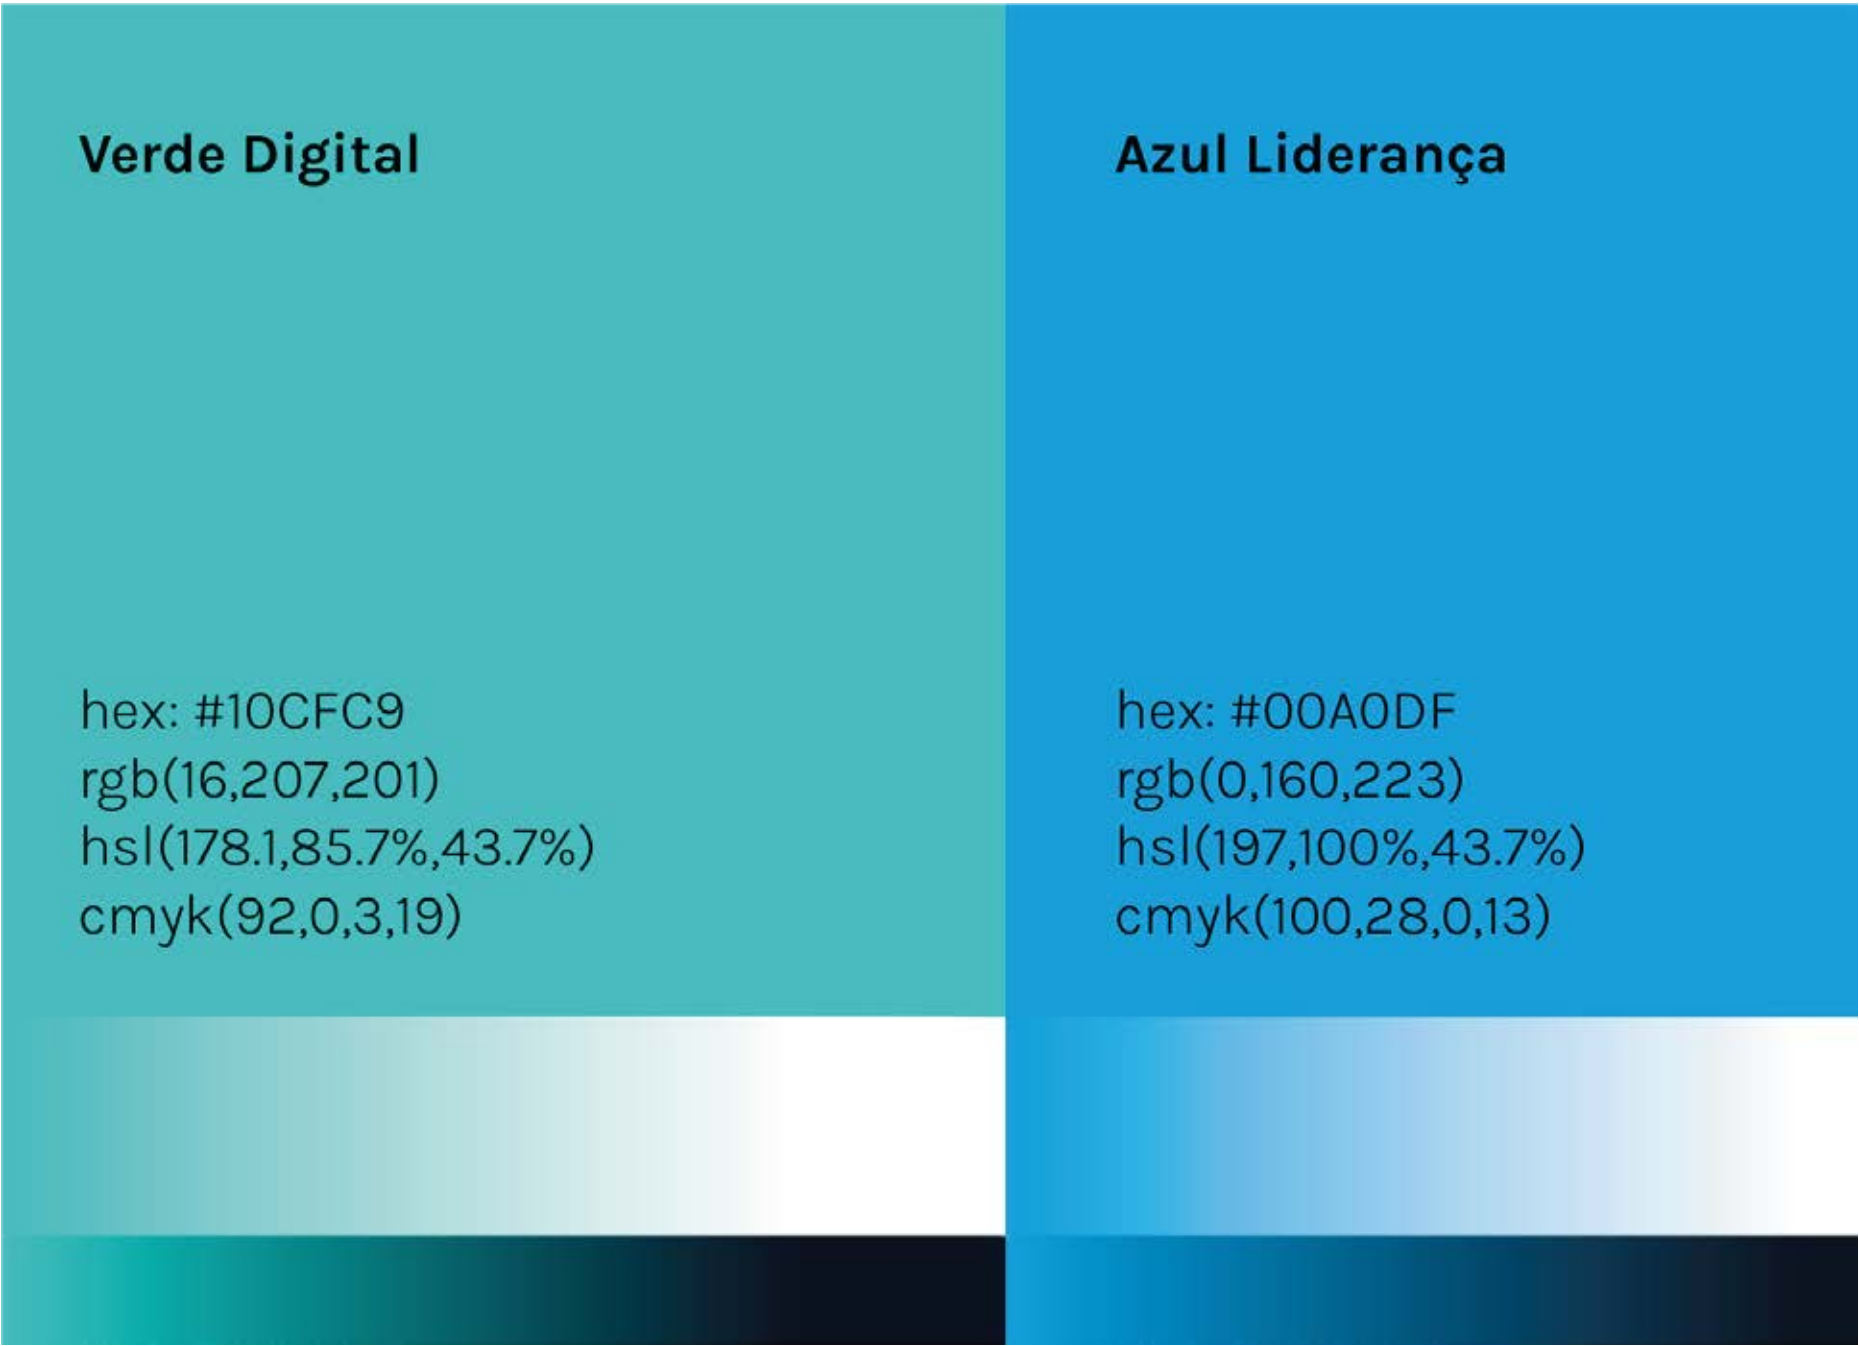 Verde Digital
hex: #10CFC9
rgb(16,207,201)
hsl(178.1,85.7%,43.7%)
cmyk(92,0,3,19)
Azul Liderança
hex: #00A0DF
rgb(0,160,223)
hsl(197,100%,43.7%)
cmyk(100,28,0,13)